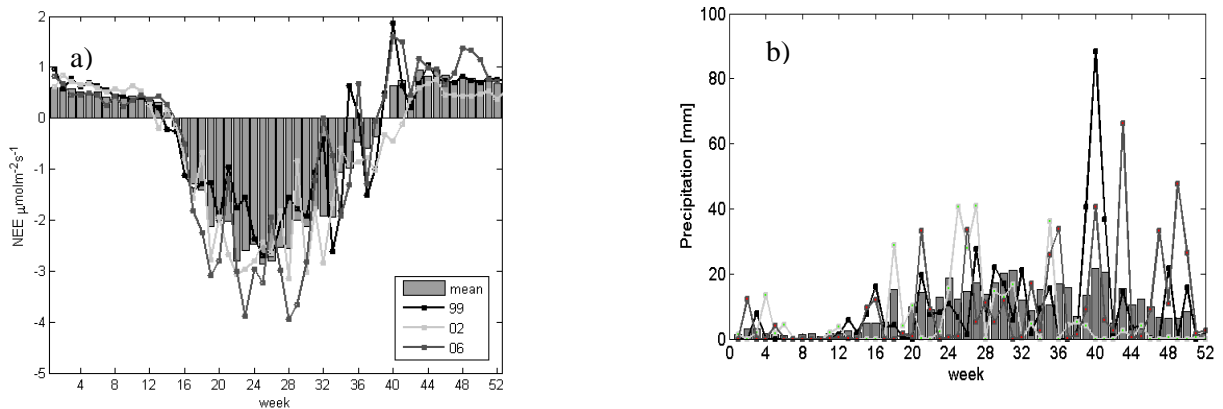 a)
NEE μmolm-2s-1
2
1
0
-1
-2
-3
-4
-5
4 8 12 16 20 24 28 32 36 40 44 48 52
week
mean
99
02
06
b)
Precipitation [mm]
100
80
60
40
20
0
0 4 8 12 16 20 24 28 32 36 40 44 48 52
week